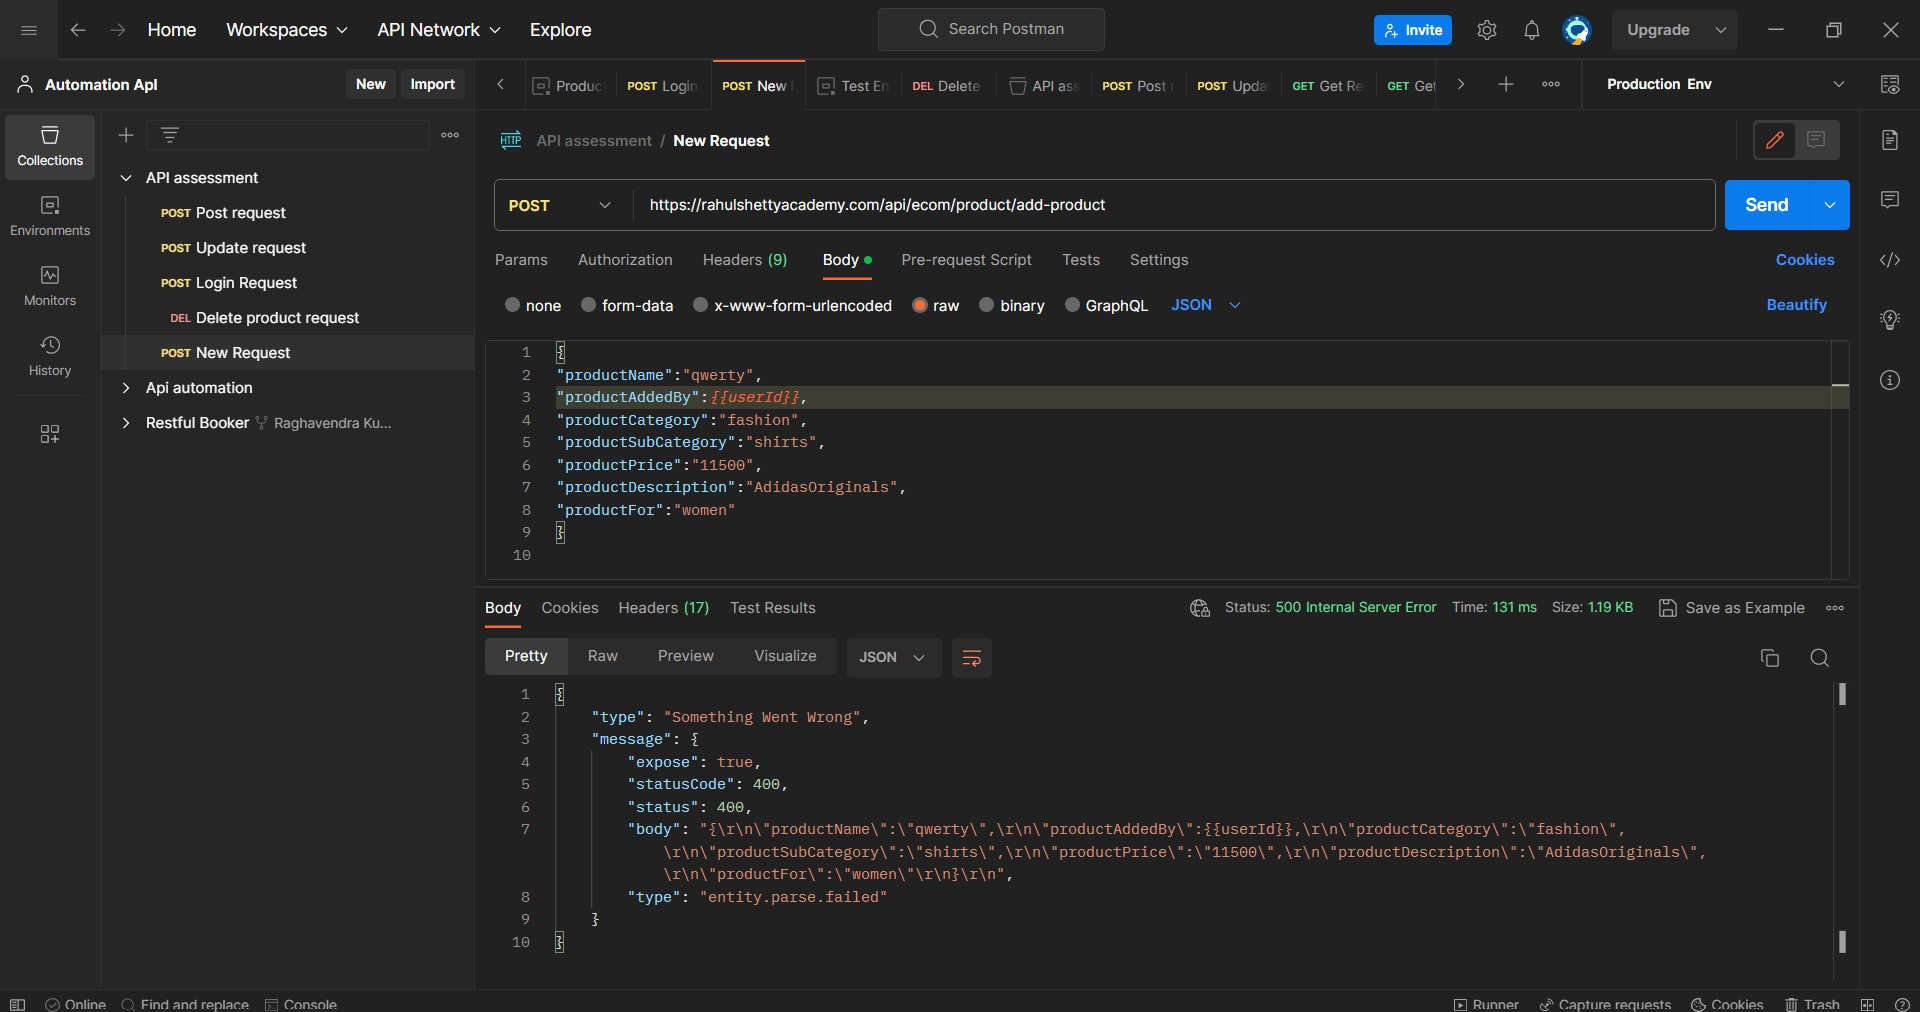 Home Workspaces API Network Explore Search Postman Invite Upgrade
Automation ApI New Import
Produc POST Login POST New DEL Delete Test En API ass POST Post POST Upda GET Get Re GET Get Production Env
Collections
Environments
Monitors
History
API assessment
POST Post request
POST Update request
POST Login Request
DEL Delete product request
POST New Request
Api automation
Restful Booker Raghavendra Ku...
HTTP API assessment / New Request
POST https://rahulshettyacademy.com/api/ecom/product/add-product Send
Params Authorization Headers (9) Body Pre-request Script Tests Settings Cookies
none form-data x-www-form-urlencoded raw binary GraphQL JSON Beautify
1 {
2 "productName":"qwerty",
3 "productAddedBy":{{userId}},
4 "productCategory":"fashion",
5 "productSubCategory":"shirts",
6 "productPrice":"11500",
7 "productDescription":"AdidasOriginals",
8 "productFor":"women"
9 }
10
Body Cookies Headers (17) Test Results Status: 500 Internal Server Error Time: 131 ms Size: 1.19 KB Save as Example
Pretty Raw Preview Visualize JSON
1 {
2 "type": "Something Went Wrong",
3 "message": {
4 "expose": true,
5 "statusCode": 400,
6 "status": 400,
7 "body": "{\r\n\"productName\":\"qwerty\",\r\n\"productAddedBy\":{{userId}},\r\n\"productCategory\":\"fashion\",
\r\n\"productSubCategory\":\"shirts\",\r\n\"productPrice\":\"11500\",\r\n\"productDescription\":\"AdidasOriginals\",
\r\n\"productFor\":\"women\"\r\n}\r\n",
8 "type": "entity.parse.failed"
9 }
10 }
Online Find and replace Console Runner Capture requests Cookies Trash